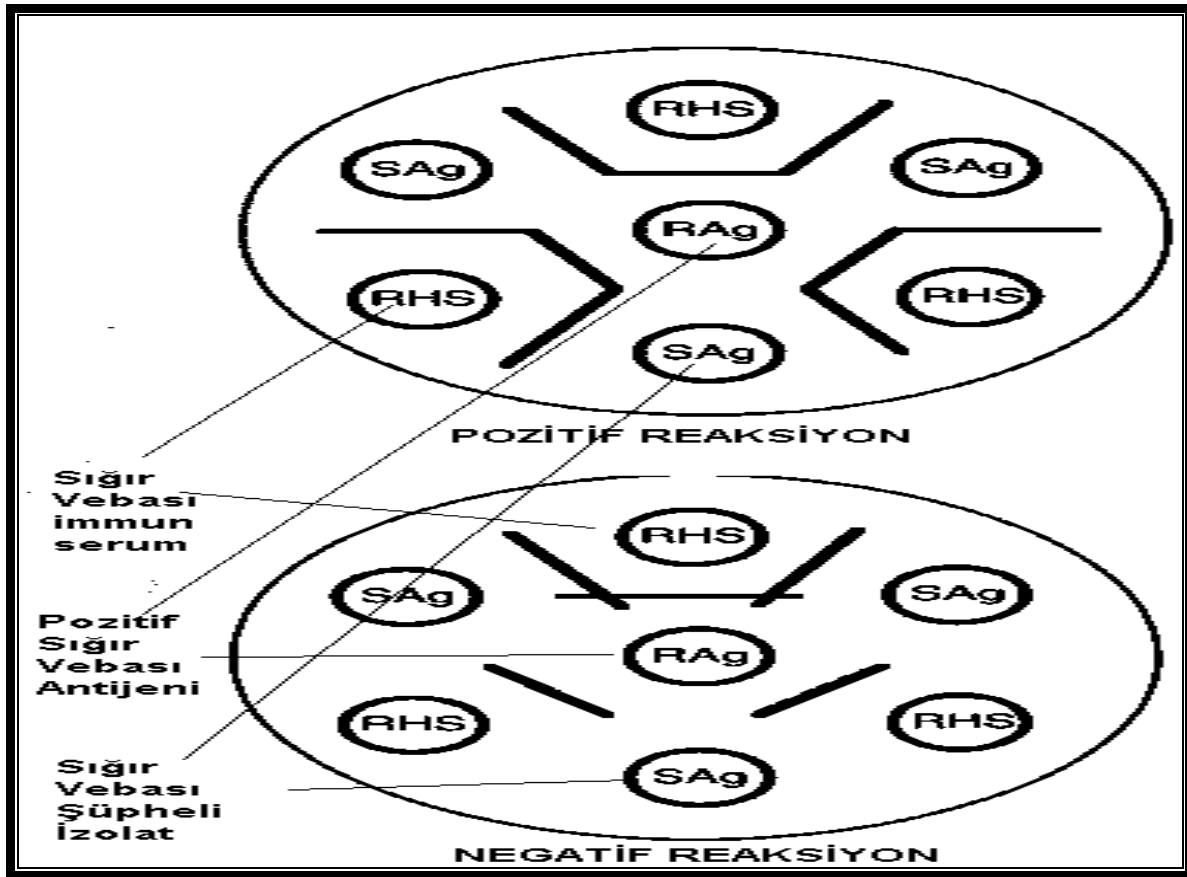 RHS
SAg
SAg
RAg
RHS
RHS
SAg
POZİTİF REAKSİYON
Sığır
Vebası
immun
serum
RHS
SAg
SAg
Pozitif
Sığır
Vebası
Antijeni
RAg
RHS
RHS
SAg
Sığır
Vebası
Şüpheli
İzolat
NEGATİF REAKSİYON